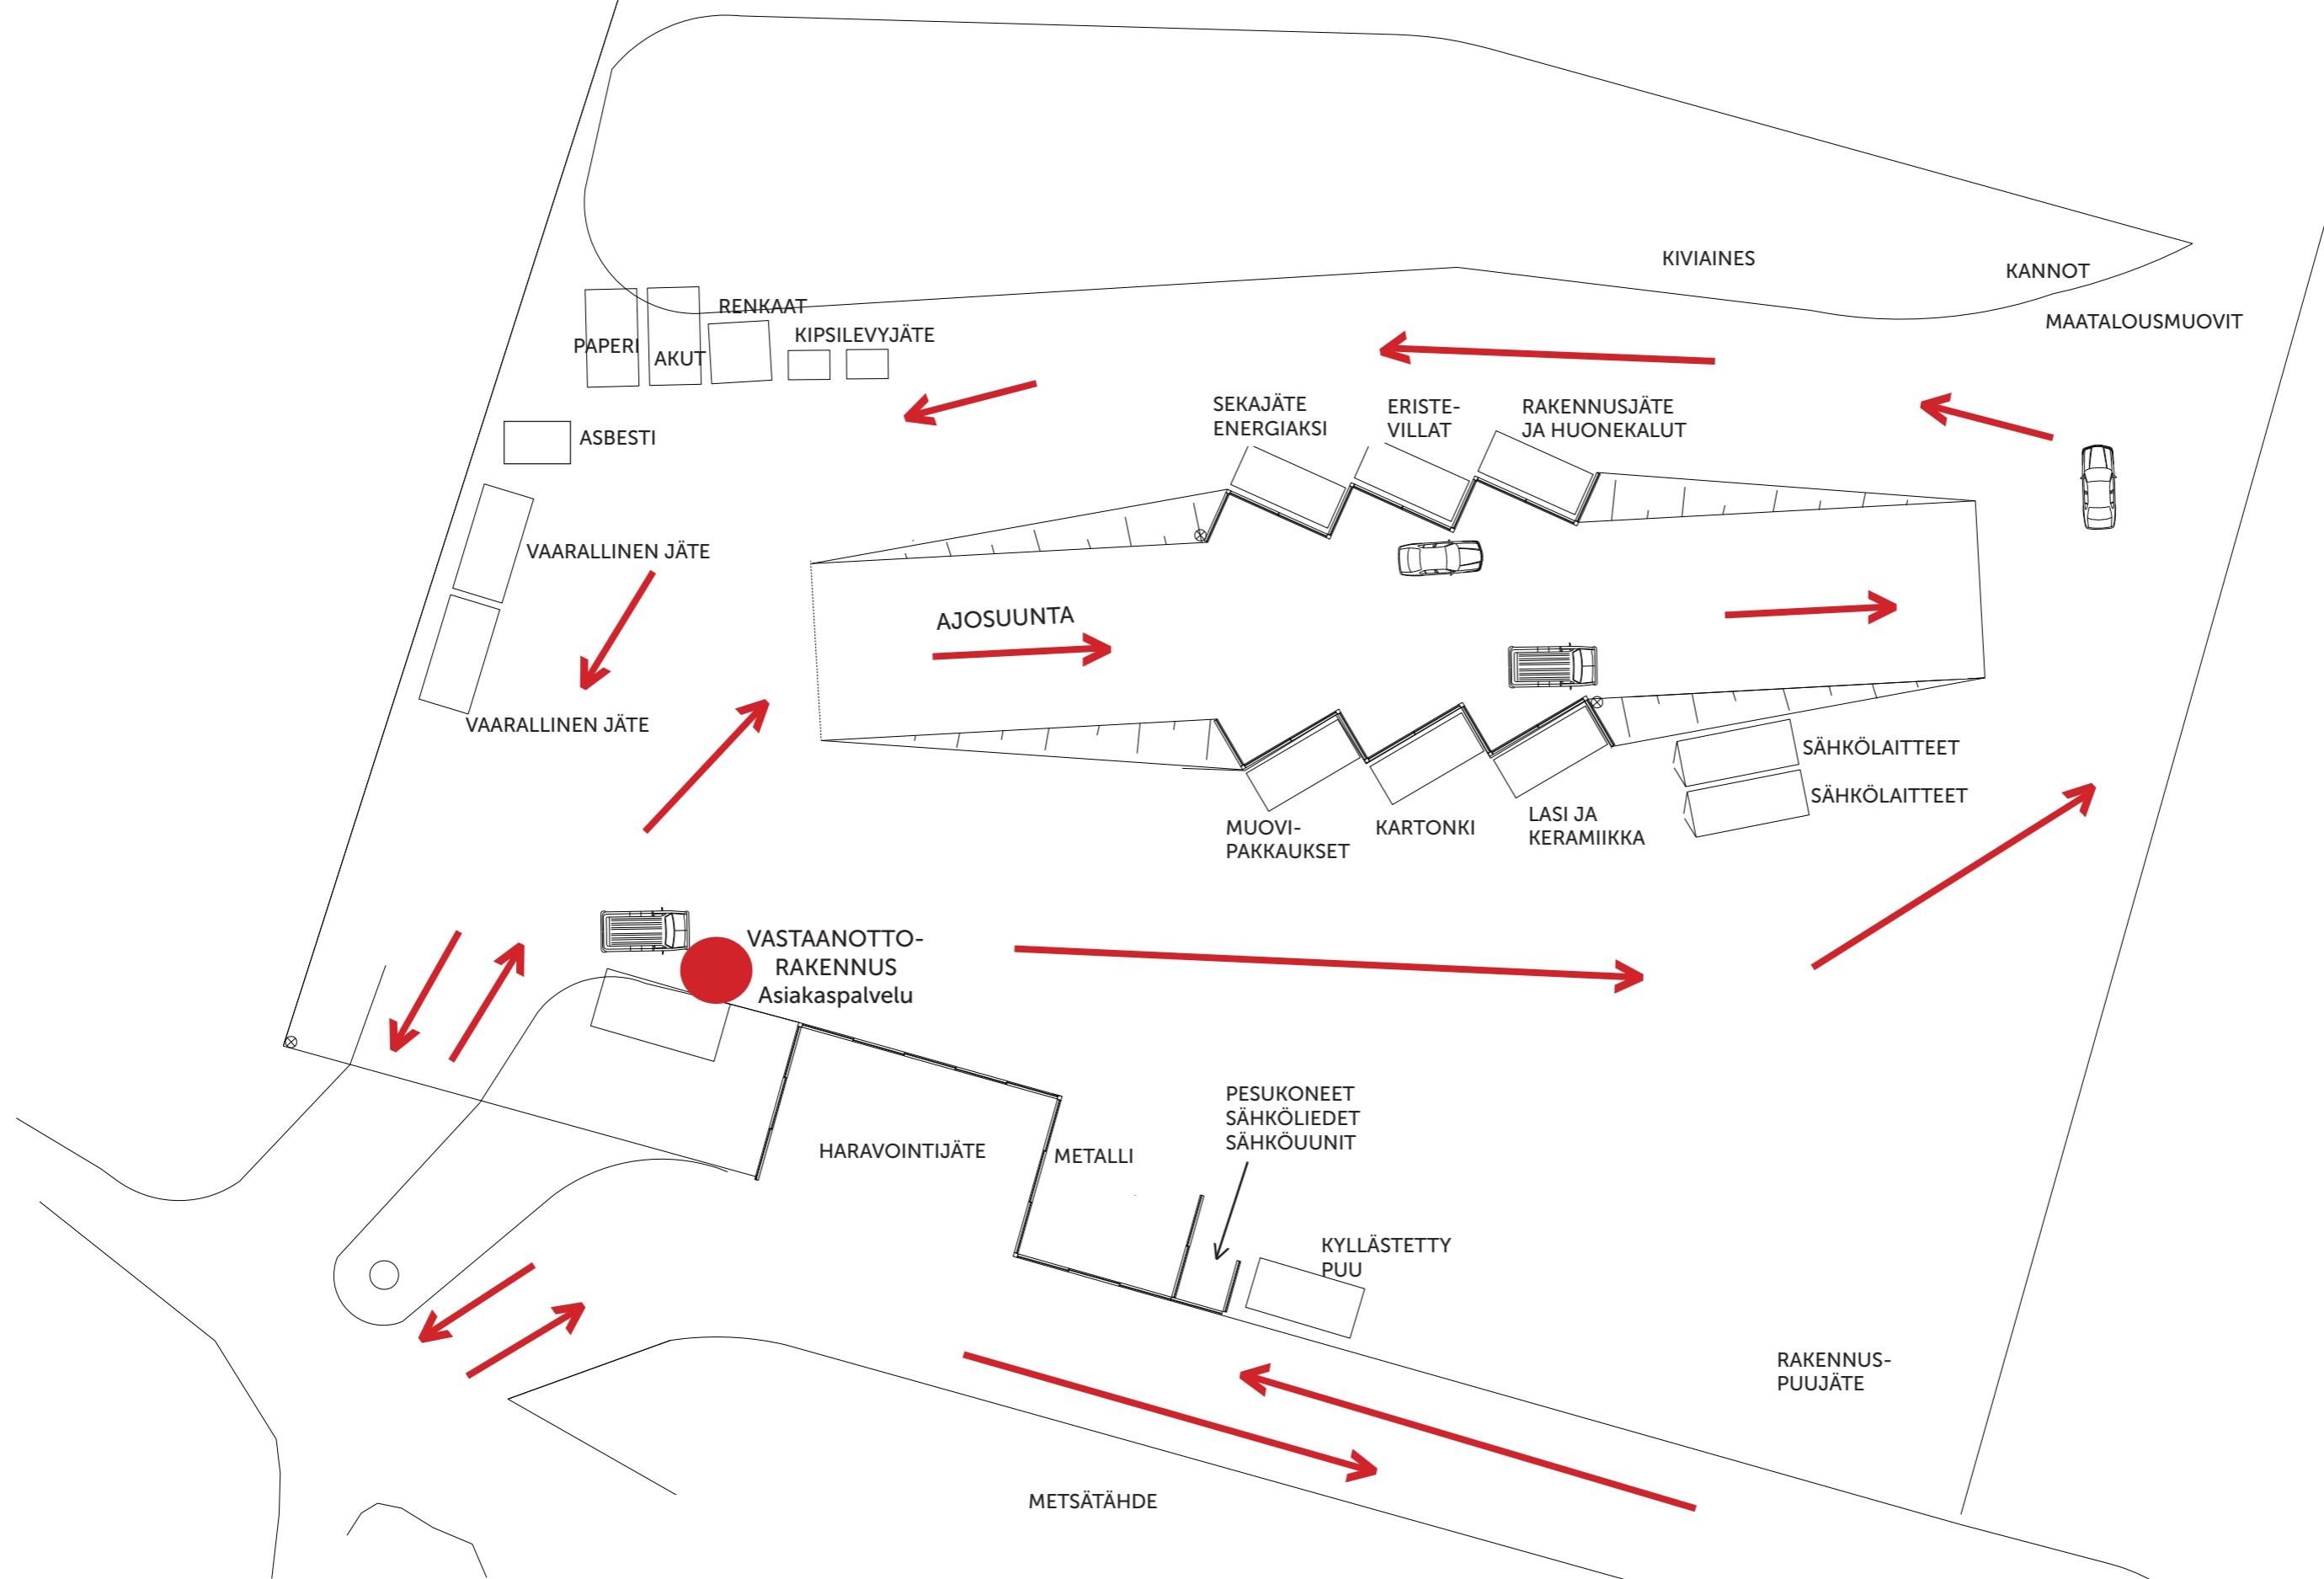 KIVIAINES
KANNOT
MAATALOUSMUOVIT
RENKAAT
KIPSILEVYJÄTE
PAPERI
AKUT
ASBESTI
SEKAJÄTE
ENERGIAKSI
ERISTE-
VILLAT
RAKENNUSJÄTE
JA HUONEKALUT
VAARALLINEN JÄTE
AJOSUUNTA
VAARALLINEN JÄTE
SÄHKÖLAITTEET
SÄHKÖLAITTEET
MUOVI-
PAKKAUKSET
KARTONKI
LASI JA
KERAMIIKKA
VASTAANOTTO-
RAKENNUS
Asiakaspalvelu
HARAVOINTIJÄTE
METALLI
PESUKONEET
SÄHKÖLIEDET
SÄHKÖUUNIT
KYLLÄSTETTY
PUU
RAKENNUS-
PUUJÄTE
METSÄTÄHDE